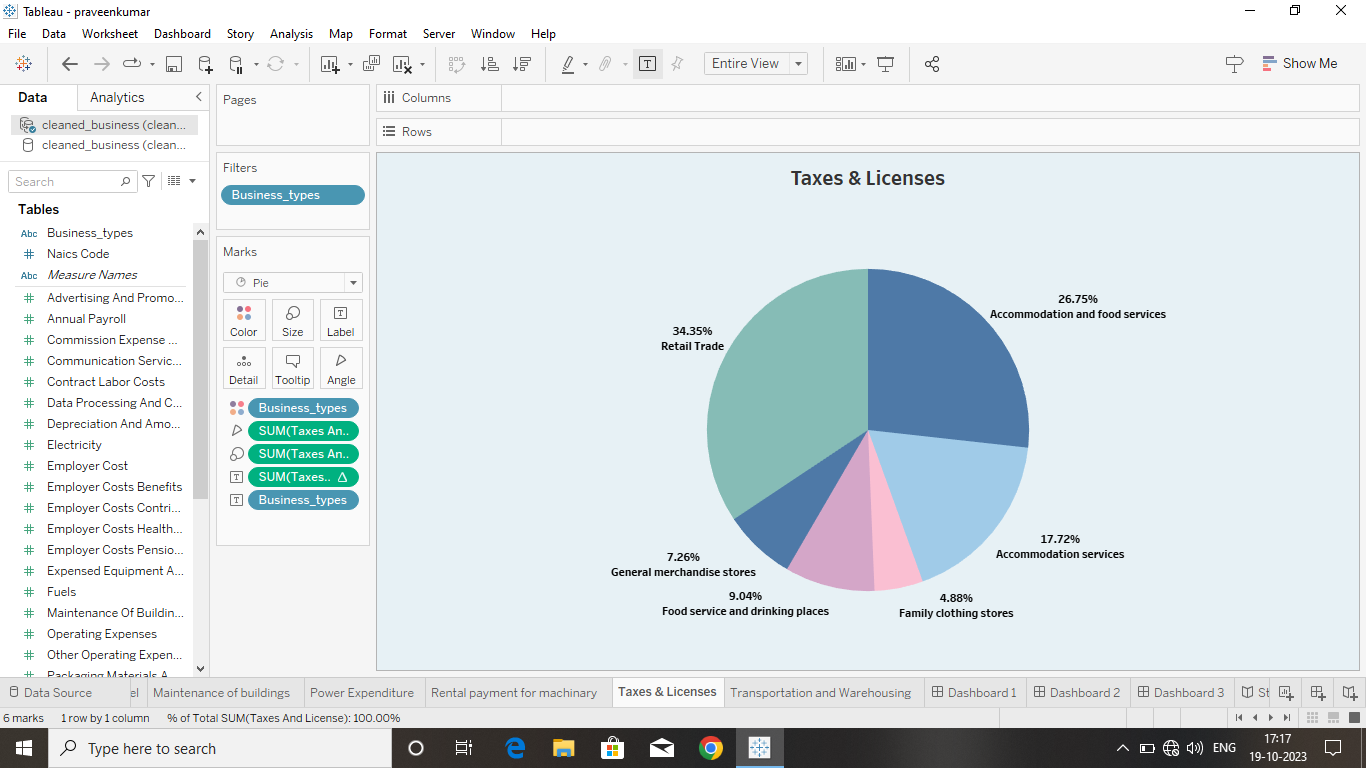 Tableau - praveenkumar
File Data Worksheet Dashboard Story Analysis Map Format Server Window Help
Entire View
Show Me
Data Analytics
cleaned_business (clean...
cleaned_business (clean...
Search
Tables
Abc Business_types
# Naics Code
Abc Measure Names
# Advertising And Promo...
# Annual Payroll
# Commission Expense ...
# Communication Servic...
# Contract Labor Costs
# Data Processing And C...
# Depreciation And Amo...
# Electricity
# Employer Cost
# Employer Costs Benefits
# Employer Costs Contri...
# Employer Costs Health...
# Employer Costs Pensio...
# Expensed Equipment A...
# Fuels
# Maintenance Of Buildin...
# Operating Expenses
# Other Operating Expen...
# Packaging Materials A...
Pages
Filters
Business_types
Marks
Pie
Color Size Label
Detail Tooltip Angle
Business_types
SUM(Taxes An..
SUM(Taxes An..
SUM(Taxes.. Δ
Business_types
Columns
Rows
Taxes & Licenses
26.75%
Accommodation and food services
34.35%
Retail Trade
17.72%
Accommodation services
7.26%
General merchandise stores
9.04%
Food service and drinking places
4.88%
Family clothing stores
Data Source el Maintenance of buildings Power Expenditure Rental payment for machinary Taxes & Licenses Transportation and Warehousing Dashboard 1 Dashboard 2 Dashboard 3 St
6 marks 1 row by 1 column % of Total SUM(Taxes And License): 100.00%
Type here to search
ENG
17:17
19-10-2023